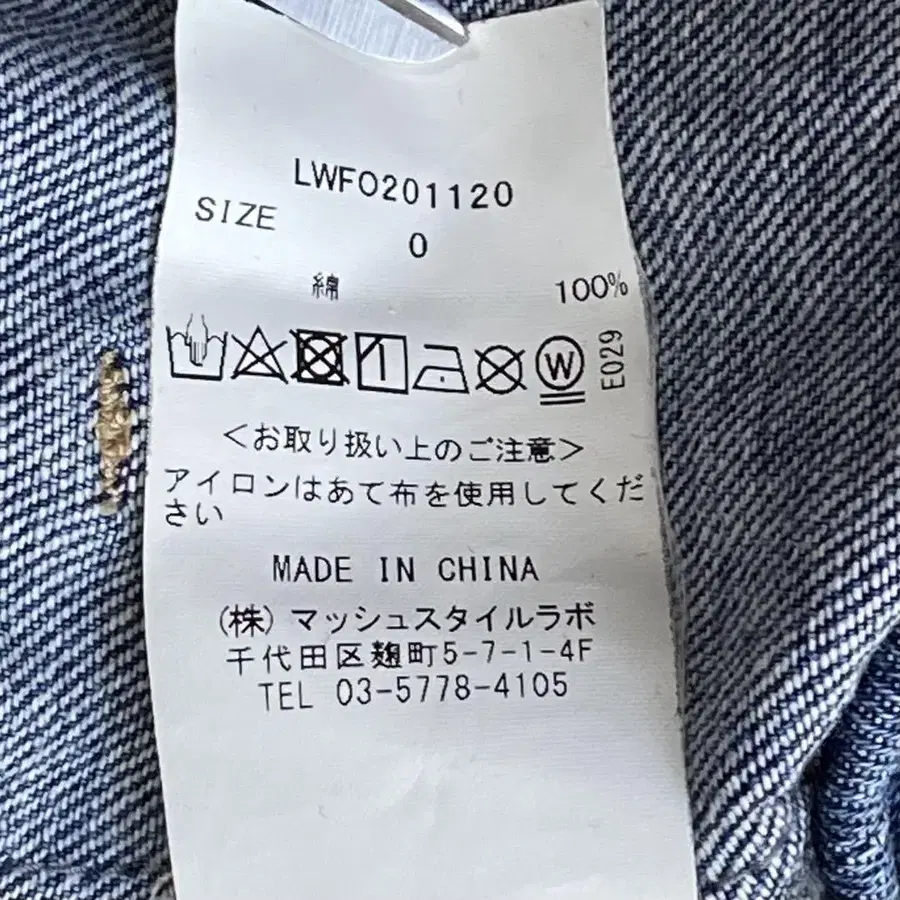 LWFO201120
SIZE
0
綿 100%
W
E029
＜お取り扱い上のご注意＞
アイロンはあて布を使用してくだ
さい
MADE IN CHINA
(株) マッシュスタイルラボ
千代田区麹町5-7-1-4F
TEL 03-5778-4105